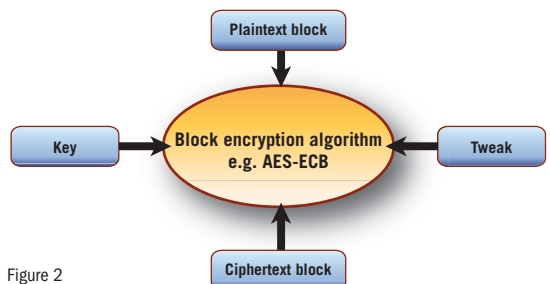 Plaintext block
Key
Block encryption algorithm
e.g. AES-ECB
Tweak
Ciphertext block
Figure 2